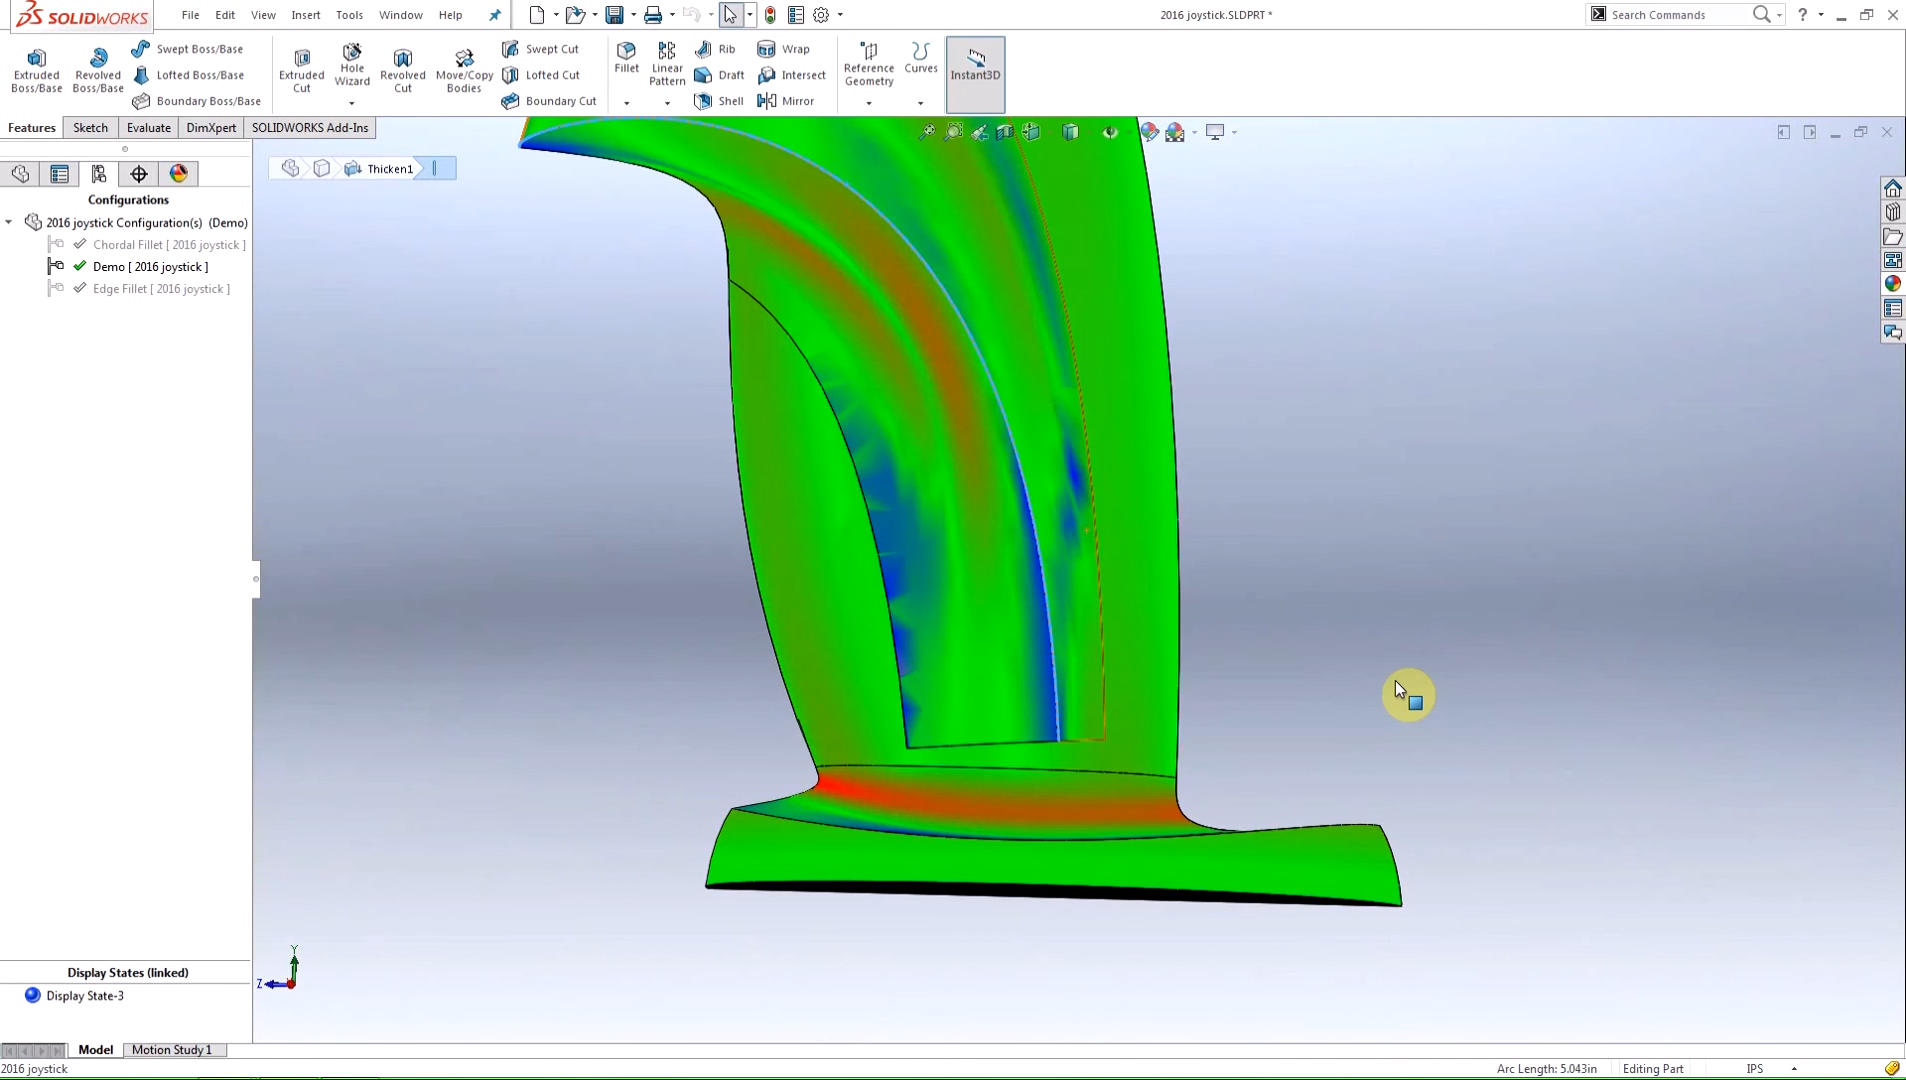 SOLIDWORKS File Edit View Insert Tools Window Help 2016 joystick.SLDPRT * Search Commands ?
Extruded Boss/Base
Revolved Boss/Base
Swept Boss/Base
Lofted Boss/Base
Boundary Boss/Base
Extruded Cut
Hole Wizard
Revolved Cut
Move/Copy Bodies
Swept Cut
Lofted Cut
Boundary Cut
Fillet
Linear Pattern
Rib
Draft
Shell
Wrap
Intersect
Mirror
Reference Geometry
Curves
Instant3D
Features Sketch Evaluate DimXpert SOLIDWORKS Add-Ins
Thicken1
Configurations
2016 joystick Configuration(s) (Demo)
Chordal Fillet [ 2016 joystick ]
Demo [ 2016 joystick ]
Edge Fillet [ 2016 joystick ]
Y
Z
Display States (linked)
Display State-3
Model Motion Study 1
2016 joystick Arc Length: 5.043in Editing Part IPS